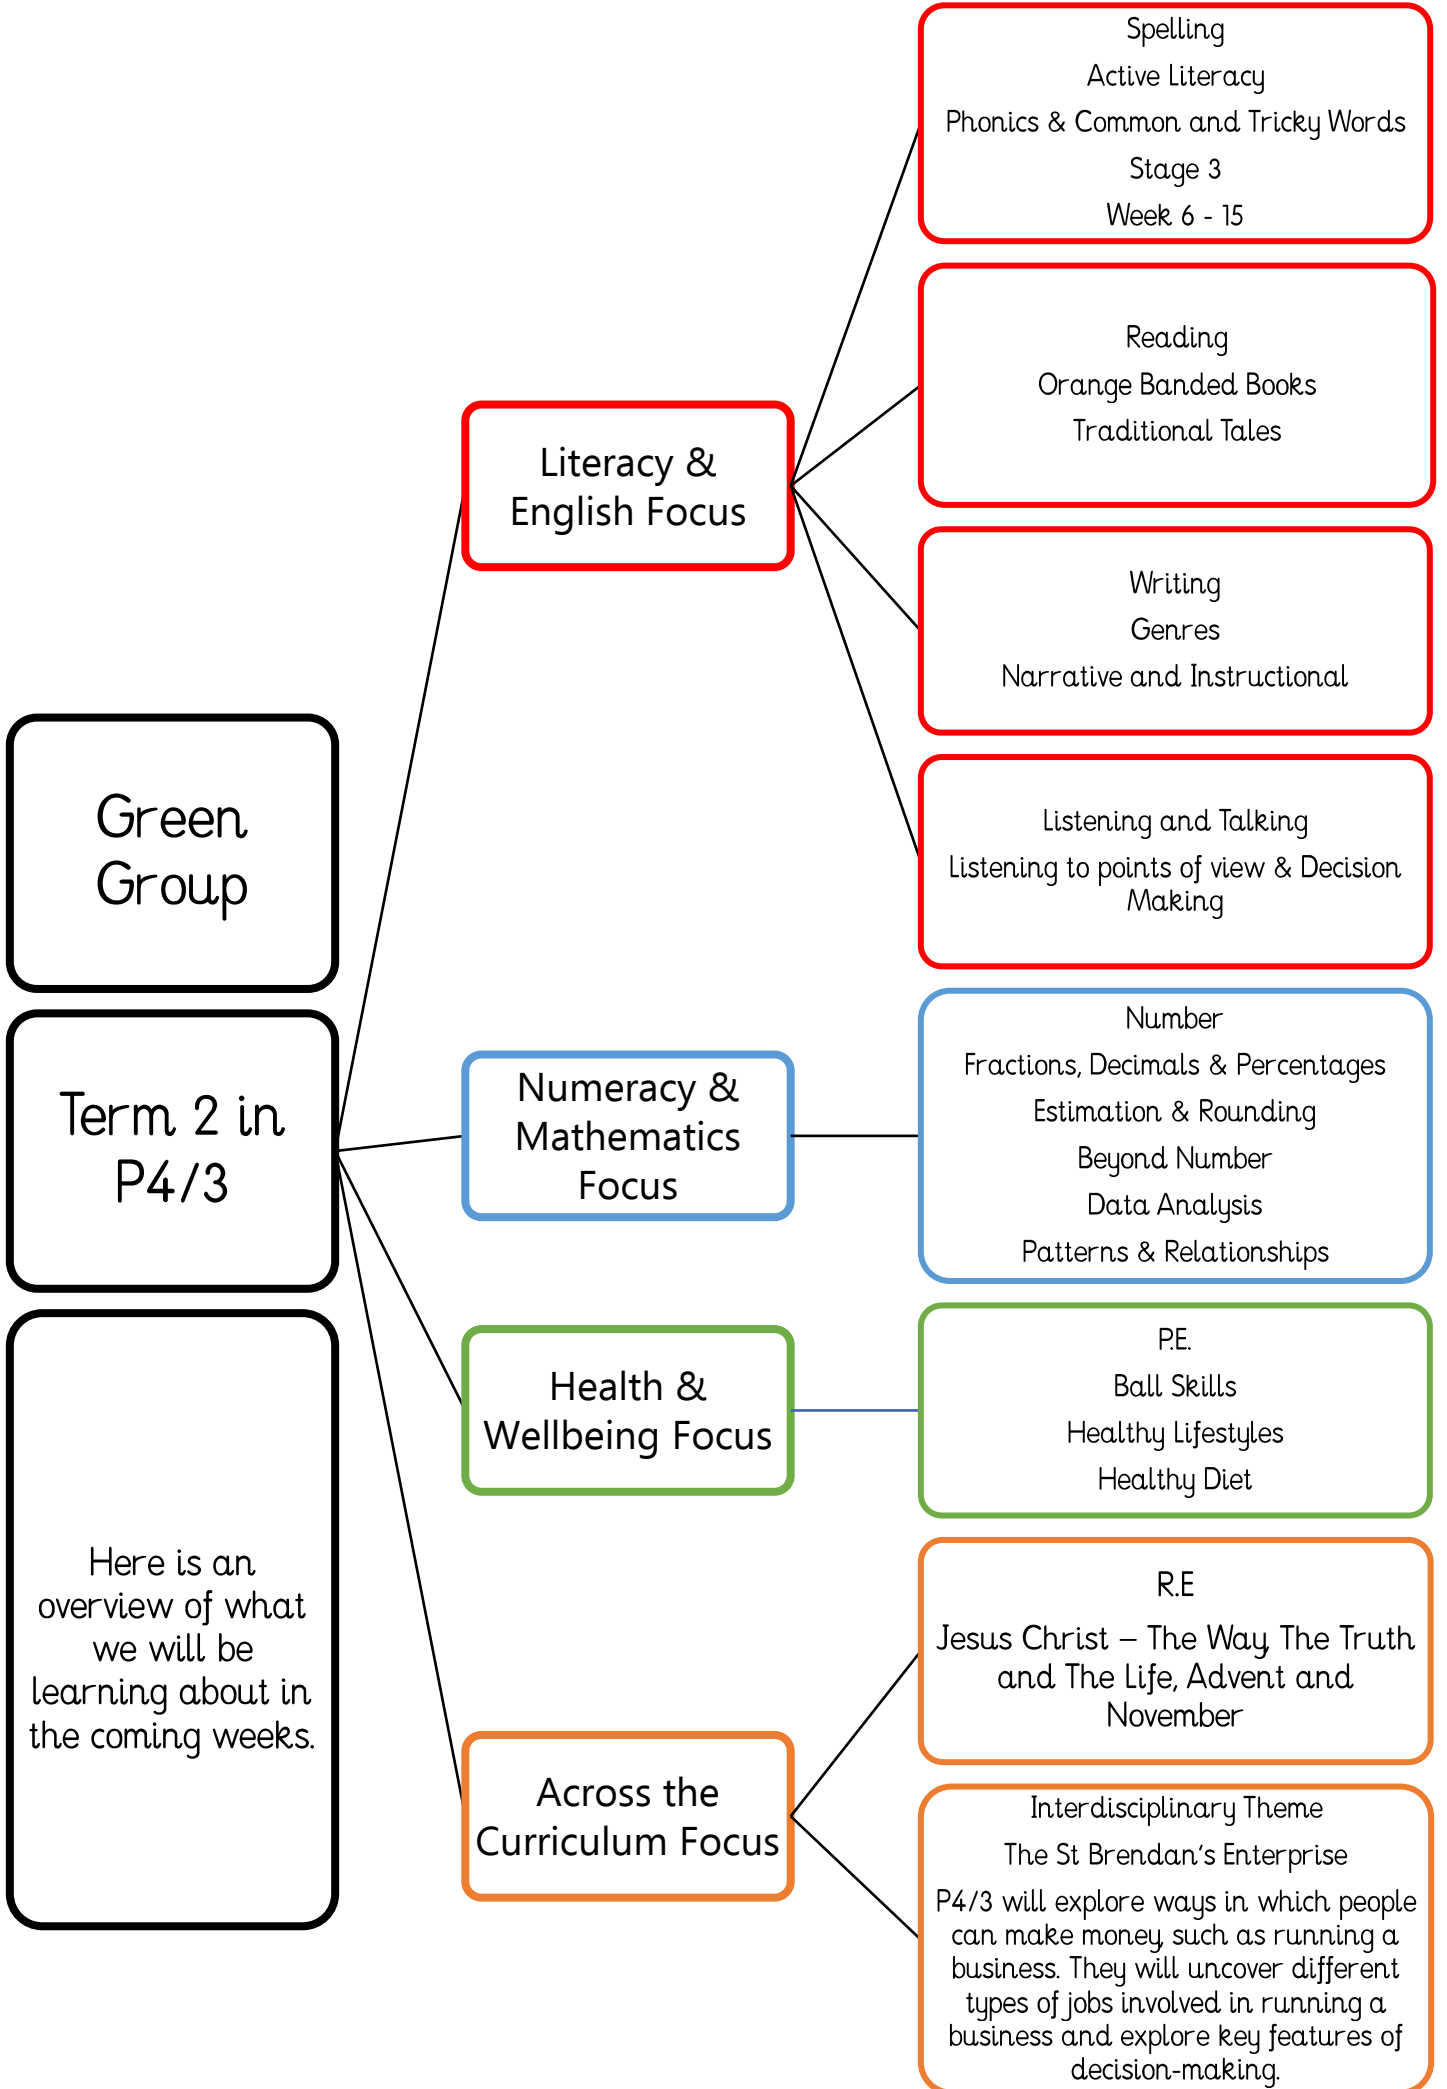 Green
Group
Term 2 in
P4/3
Here is an
overview of what
we will be
learning about in
the coming weeks.
Literacy &
English Focus
Spelling
Active Literacy
Phonics & Common and Tricky Words
Stage 3
Week 6 - 15
Reading
Orange Banded Books
Traditional Tales
Writing
Genres
Narrative and Instructional
Listening and Talking
Listening to points of view & Decision
Making
Numeracy &
Mathematics
Focus
Number
Fractions, Decimals & Percentages
Estimation & Rounding
Beyond Number
Data Analysis
Patterns & Relationships
Health &
Wellbeing Focus
P.E.
Ball Skills
Healthy Lifestyles
Healthy Diet
Across the
Curriculum Focus
R.E
Jesus Christ – The Way, The Truth
and The Life, Advent and
November
Interdisciplinary Theme
The St Brendan’s Enterprise
P4/3 will explore ways in which people
can make money, such as running a
business. They will uncover different
types of jobs involved in running a
business and explore key features of
decision-making.